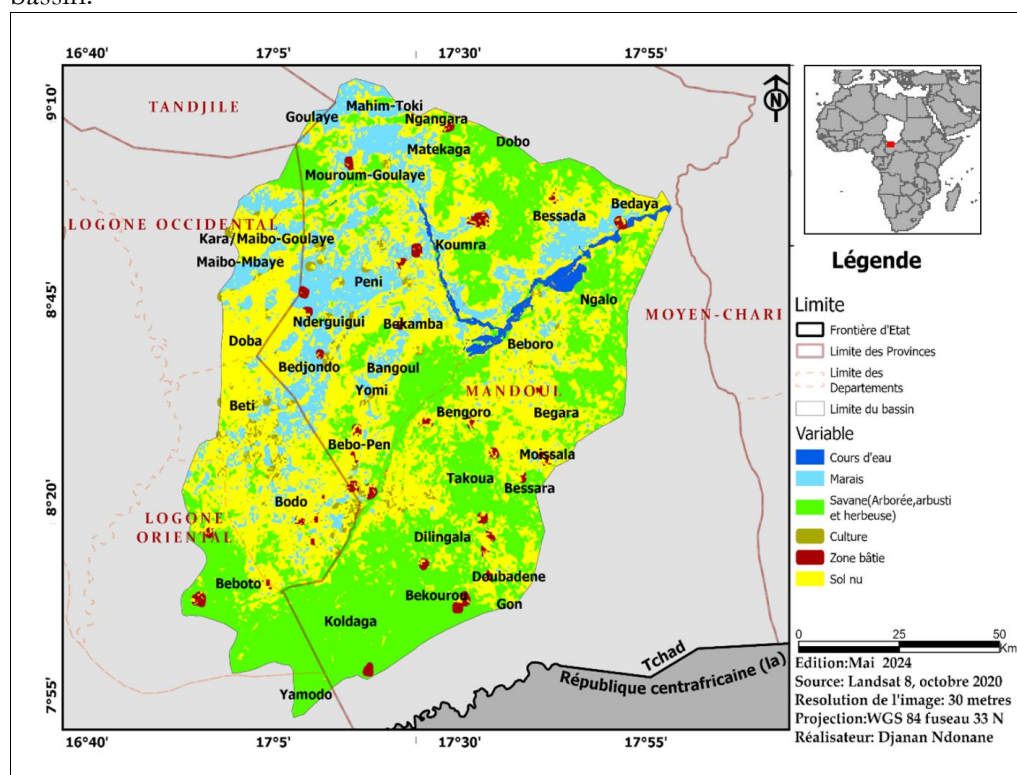 bassin.
16°40' 17°5' 17°30' 17°55'
9°10'
8°45'
8°20'
7°55'
TANDJILE
Goulaye
Mahim-Toki
Ngangara
Matekaga
Dobo
Mouroum-Goulaye
LOGONE OCCIDENTAL
Kara/Maibo-Goulaye
Maibo-Mbaye
Koumra
Bessada
Bedaya
Peni
Ngalo
MOYEN-CHARI
Nderguigui
Bekamba
Doba
Beboro
Bedjondo
Bangoul
Yomi
MANDOUL
Beti
Bengoro
Begara
Bebo-Pen
Moissala
Takoua
Bessara
Bodo
LOGONE
ORIENTAL
Dilingala
Doubadene
Beboto
Bekourou
Gon
Koldaga
Yamodo
Tchad
République centrafricaine (la)
16°40' 17°5' 17°30' 17°55'
N
Légende
Limite
Frontière d'Etat
Limite des Provinces
Limite des
Departements
Limite du bassin
Variable
Cours d'eau
Marais
Savane(Arborée,arbusti
et herbeuse)
Culture
Zone bâtie
Sol nu
0 25 50
Km
Edition:Mai 2024
Source: Landsat 8, octobre 2020
Resolution de l'image: 30 metres
Projection:WGS 84 fuseau 33 N
Réalisateur: Djanan Ndonane